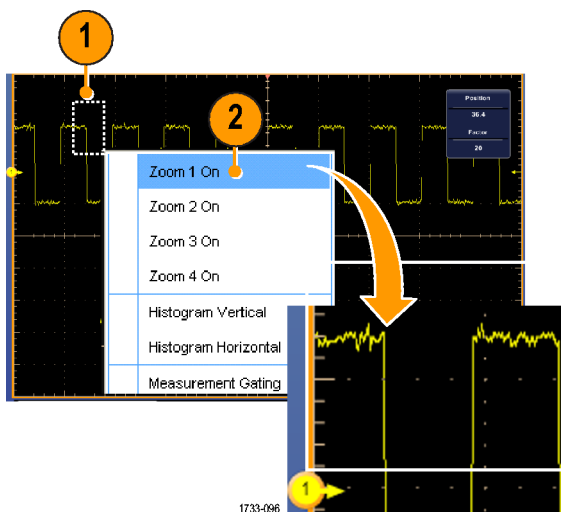 1
2
Position
36.4
Factor
20
Zoom 1 On
Zoom 2 On
Zoom 3 On
Zoom 4 On
Histogram Vertical
Histogram Horizontal
Measurement Gating
1
1733-096